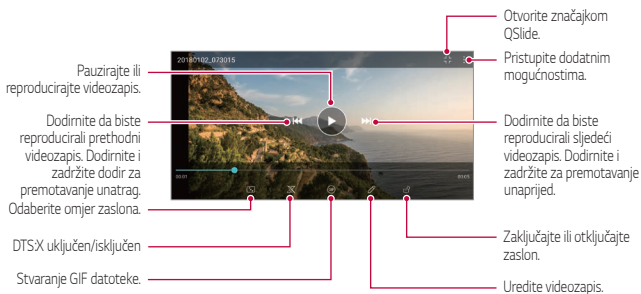 Otvorite značajkom
QSlide.
Pristupite dodatnim
mogućnostima.
20180102_073015
Pauzirajte ili
reproducirajte videozapis.
Dodirnite da biste
reproducirali prethodni
videozapis. Dodirnite i
zadržite dodir za
premotavanje unatrag.
Dodirnite da biste
reproducirali sljedeći
videozapis. Dodirnite i
zadržite za premotavanje
unaprijed.
00:01
Odaberite omjer zaslona.
DTS:X uključen/isključen
Stvaranje GIF datoteke.
Zaključajte ili otključajte
zaslon.
Uredite videozapis.